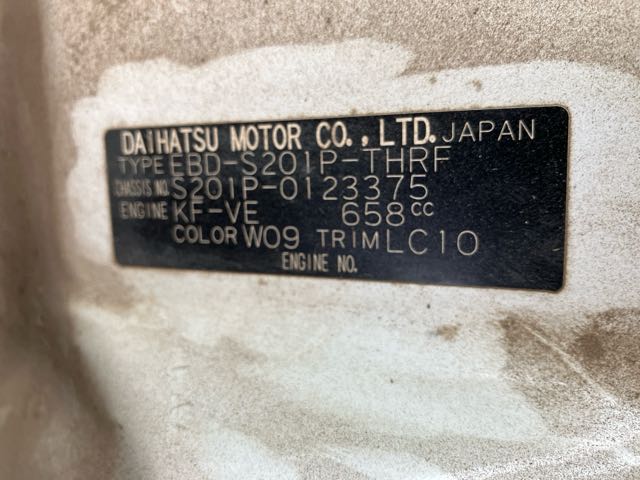 DAIHATSU MOTOR CO., LTD. JAPAN
TYPE EBD-S201P-THRF
CHASSIS NO. S201P-0123375
ENGINE KF-VE 658cc
COLOR W09 TRIM LC10
ENGINE NO.